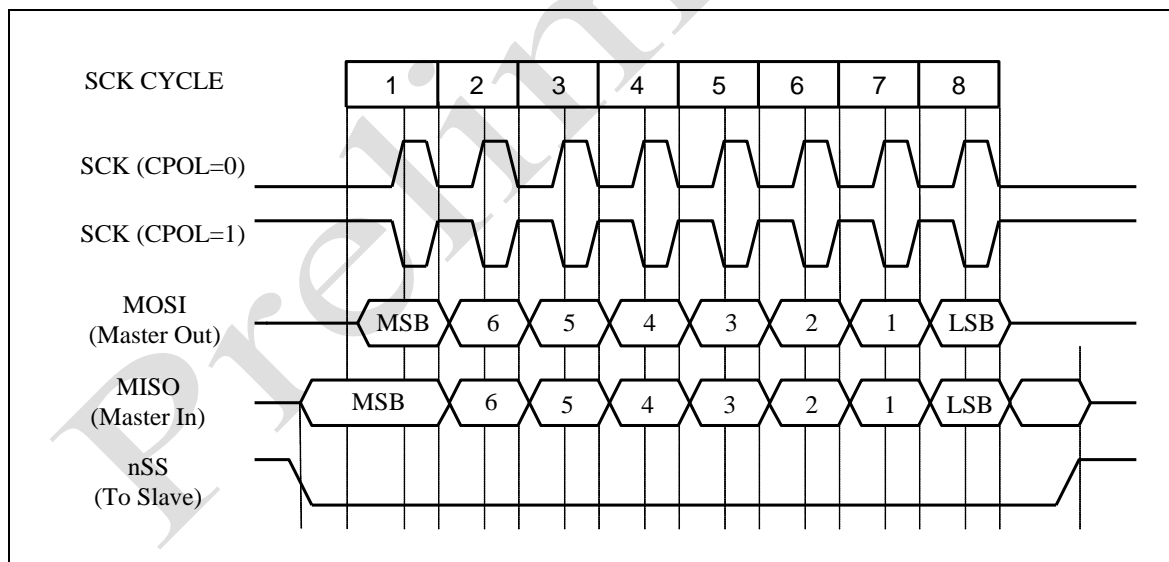 SCK CYCLE 1 2 3 4 5 6 7 8
SCK (CPOL=0)
SCK (CPOL=1)
MOSI
(Master Out)
MSB 6 5 4 3 2 1 LSB
MISO
(Master In)
MSB 6 5 4 3 2 1 LSB
nSS
(To Slave)
Prelim